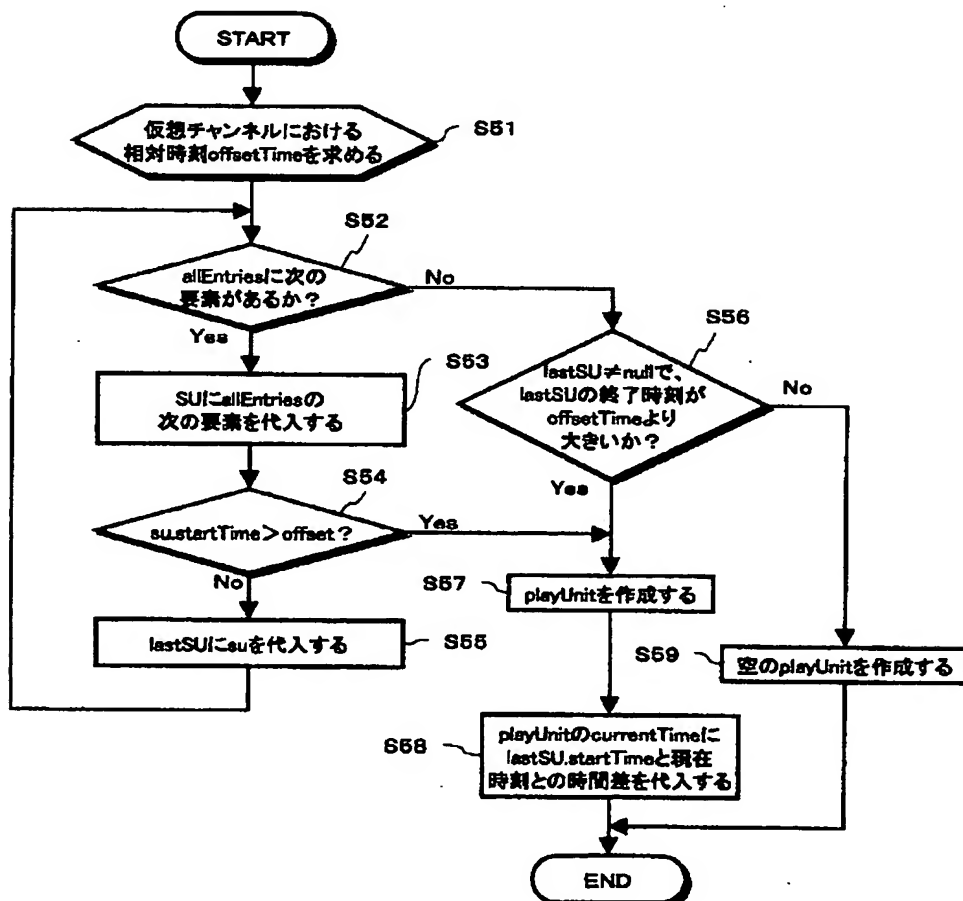 START
仮想チャンネルにおける
相対時刻offsetTimeを求める
S51
S52
allEntriesに次の
要素があるか?
No
Yes
S53
SUにallEntriesの
次の要素を代入する
S54
su.startTime>offset?
Yes
No
lastSUにsuを代入する
S55
S56
lastSU≠nullで、
lastSUの終了時刻が
offsetTimeより
大きいか?
No
Yes
S57
playUnitを作成する
S59
空のplayUnitを作成する
S58
playUnitのcurrentTimeに
lastSU.startTimeと現在
時刻との時間差を代入する
END